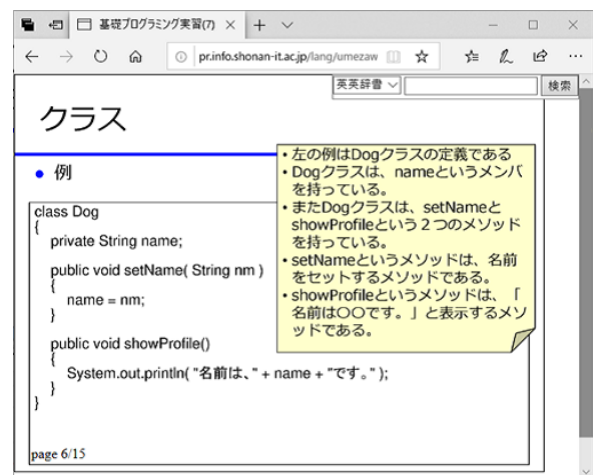 基礎プログラミング実習(7)
pr.info.shonan-it.ac.jp/lang/umezaw
英英辞書
検索
クラス
• 例
class Dog
{
private String name;
public void setName( String nm )
{
name = nm;
}
public void showProfile()
{
System.out.println( "名前は、" + name + "です。" );
}
}
page 6/15
• 左の例はDogクラスの定義である
• Dogクラスは、nameというメンバ
を持っている。
• またDogクラスは、setNameと
showProfileという２つのメソッド
を持っている。
• setNameというメソッドは、名前
をセットするメソッドである。
• showProfileというメソッドは、「
名前は〇〇です。」と表示するメソ
ッドである。